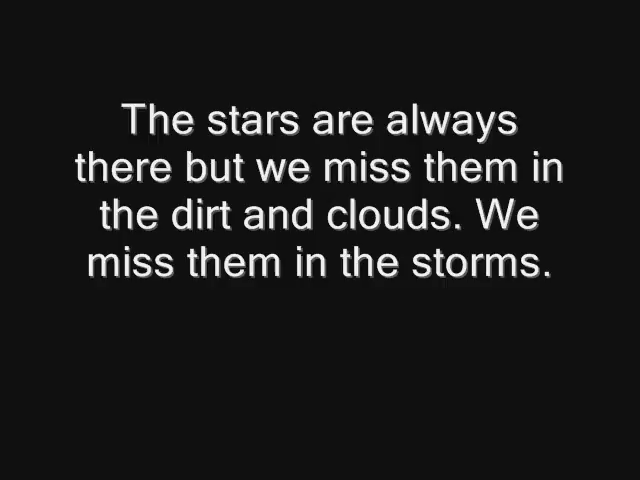 The stars are always
there but we miss them in
the dirt and clouds. We
miss them in the storms.